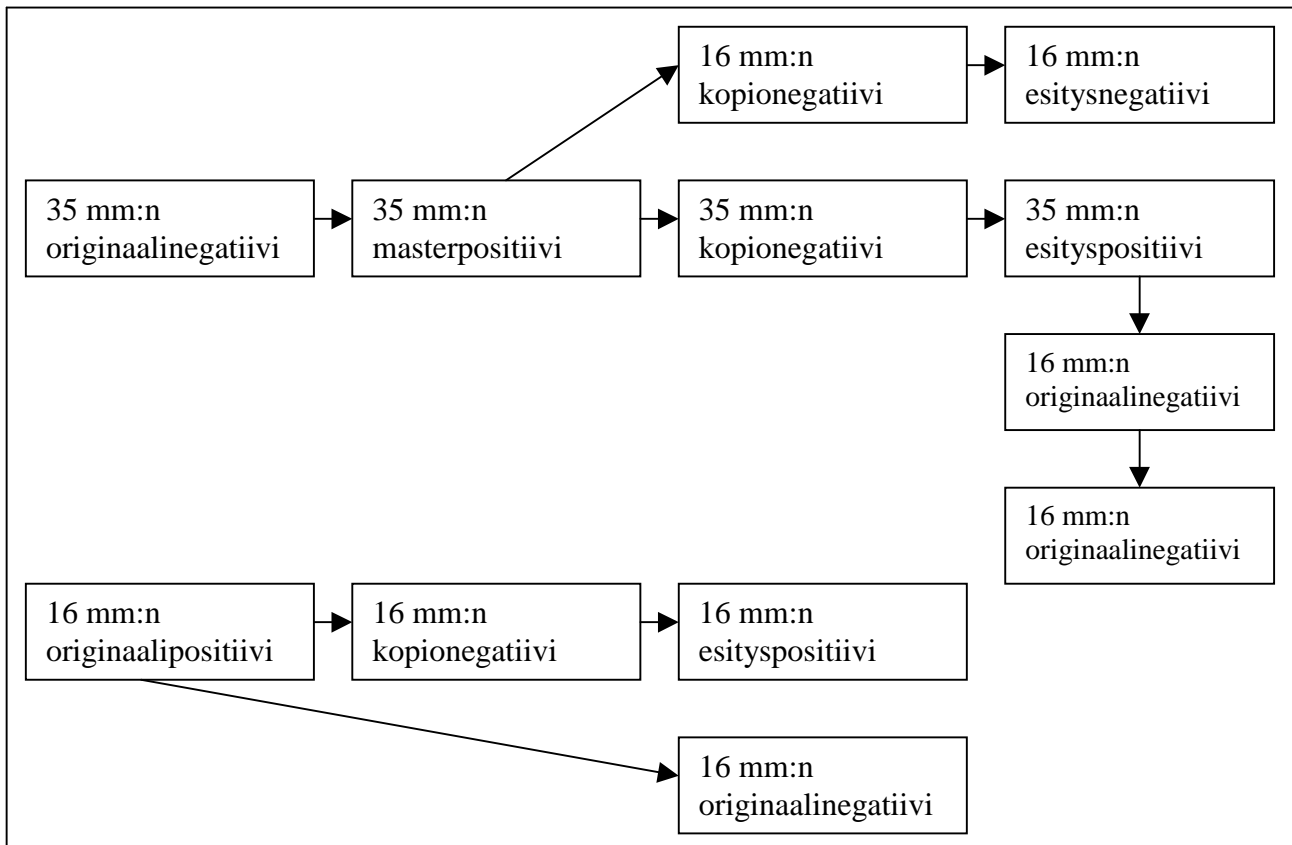 16 mm:n
kopionegatiivi
16 mm:n
esitysnegatiivi
35 mm:n
originaalinegatiivi
35 mm:n
masterpositiivi
35 mm:n
kopionegatiivi
35 mm:n
esityspositiivi
16 mm:n
originaalinegatiivi
16 mm:n
originaalinegatiivi
16 mm:n
originaalipositiivi
16 mm:n
kopionegatiivi
16 mm:n
esityspositiivi
16 mm:n
originaalinegatiivi